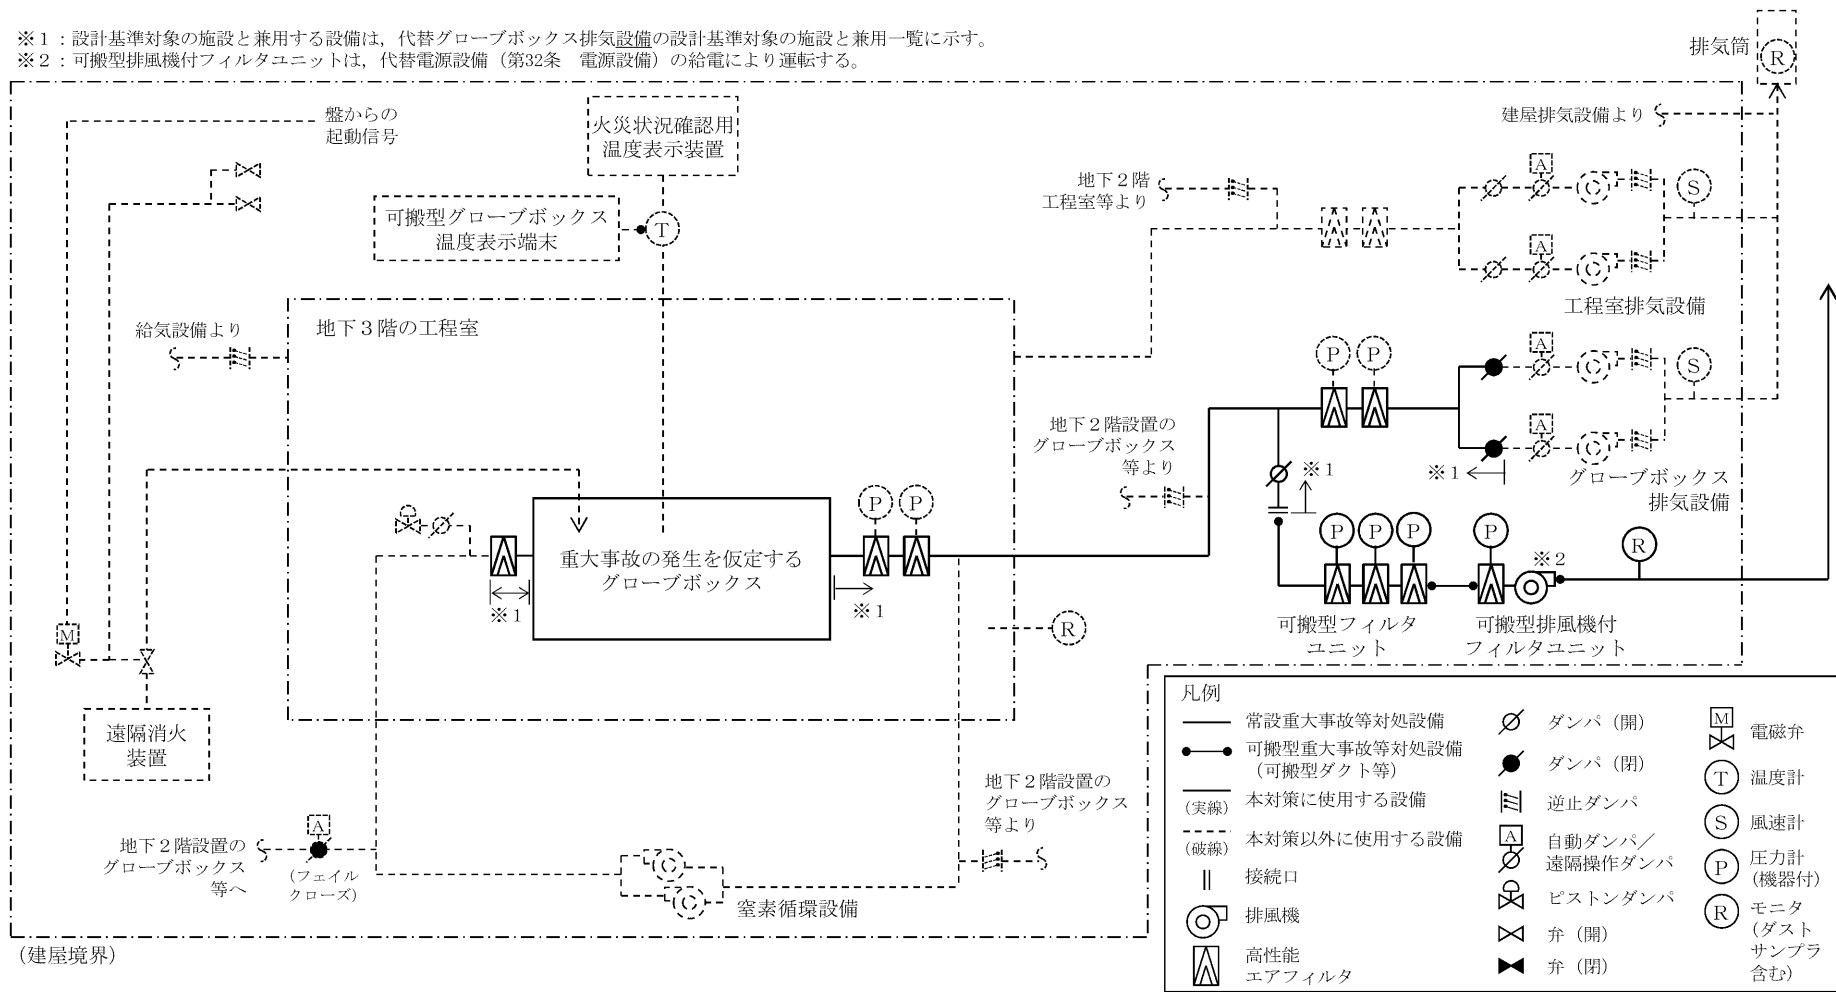 ※1:設計基準対象の施設と兼用する設備は,代替グローブボックス排気設備の設計基準対象の施設と兼用一覧に示す。
※2:可搬型排風機付フィルタユニットは,代替電源設備(第32条 電源設備)の給電により運転する。
排気筒
R
盤からの
起動信号
火災状況確認用
温度表示装置
可搬型グローブボックス
温度表示端末
T
建屋排気設備より
地下2階
工程室等より
A
S
A
工程室排気設備
給気設備より
地下3階の工程室
P
P
A
S
A
※1
グローブボックス
排気設備
地下2階設置の
グローブボックス
等より
※1
P
P
重大事故の発生を仮定する
グローブボックス
※1
※1
P
P
P
P
※2
R
可搬型フィルタ
ユニット
可搬型排風機付
フィルタユニット
R
M
遠隔消火
装置
地下2階設置の
グローブボックス
等へ
A
(フェイル
クローズ)
窒素循環設備
地下2階設置の
グローブボックス
等より
(建屋境界)
凡例
常設重大事故等対処設備
可搬型重大事故等対処設備
(可搬型ダクト等)
(実線)
本対策に使用する設備
(破線)
本対策以外に使用する設備
接続口
排風機
高性能
エアフィルタ
ダンパ(開)
ダンパ(閉)
逆止ダンパ
A
自動ダンパ/
遠隔操作ダンパ
ピストンダンパ
弁(開)
弁(閉)
M
電磁弁
T
温度計
S
風速計
P
圧力計
(機器付)
R
モニタ
(ダスト
サンプラ
含む)